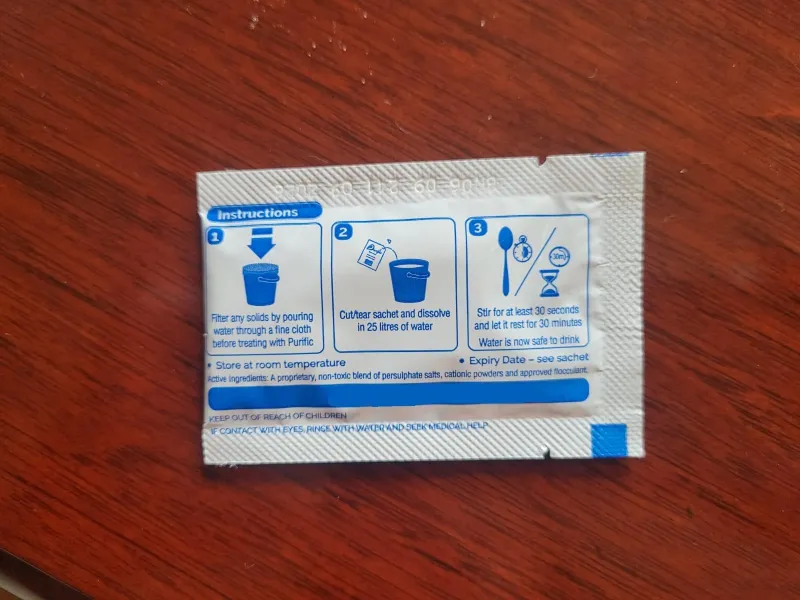 Instructions
1
Filter any solids by pouring
water through a fine cloth
before treating with Purific
2
Cut/tear sachet and dissolve
in 25 litres of water
3
30m
Stir for at least 30 seconds
and let it rest for 30 minutes
Water is now safe to drink
• Store at room temperature
• Expiry Date – see sachet
Active ingredients: A proprietary, non-toxic blend of persulphate salts, cationic powders and approved flocculant.
KEEP OUT OF REACH OF CHILDREN
IF CONTACT WITH EYES, RINSE WITH WATER AND SEEK MEDICAL HELP